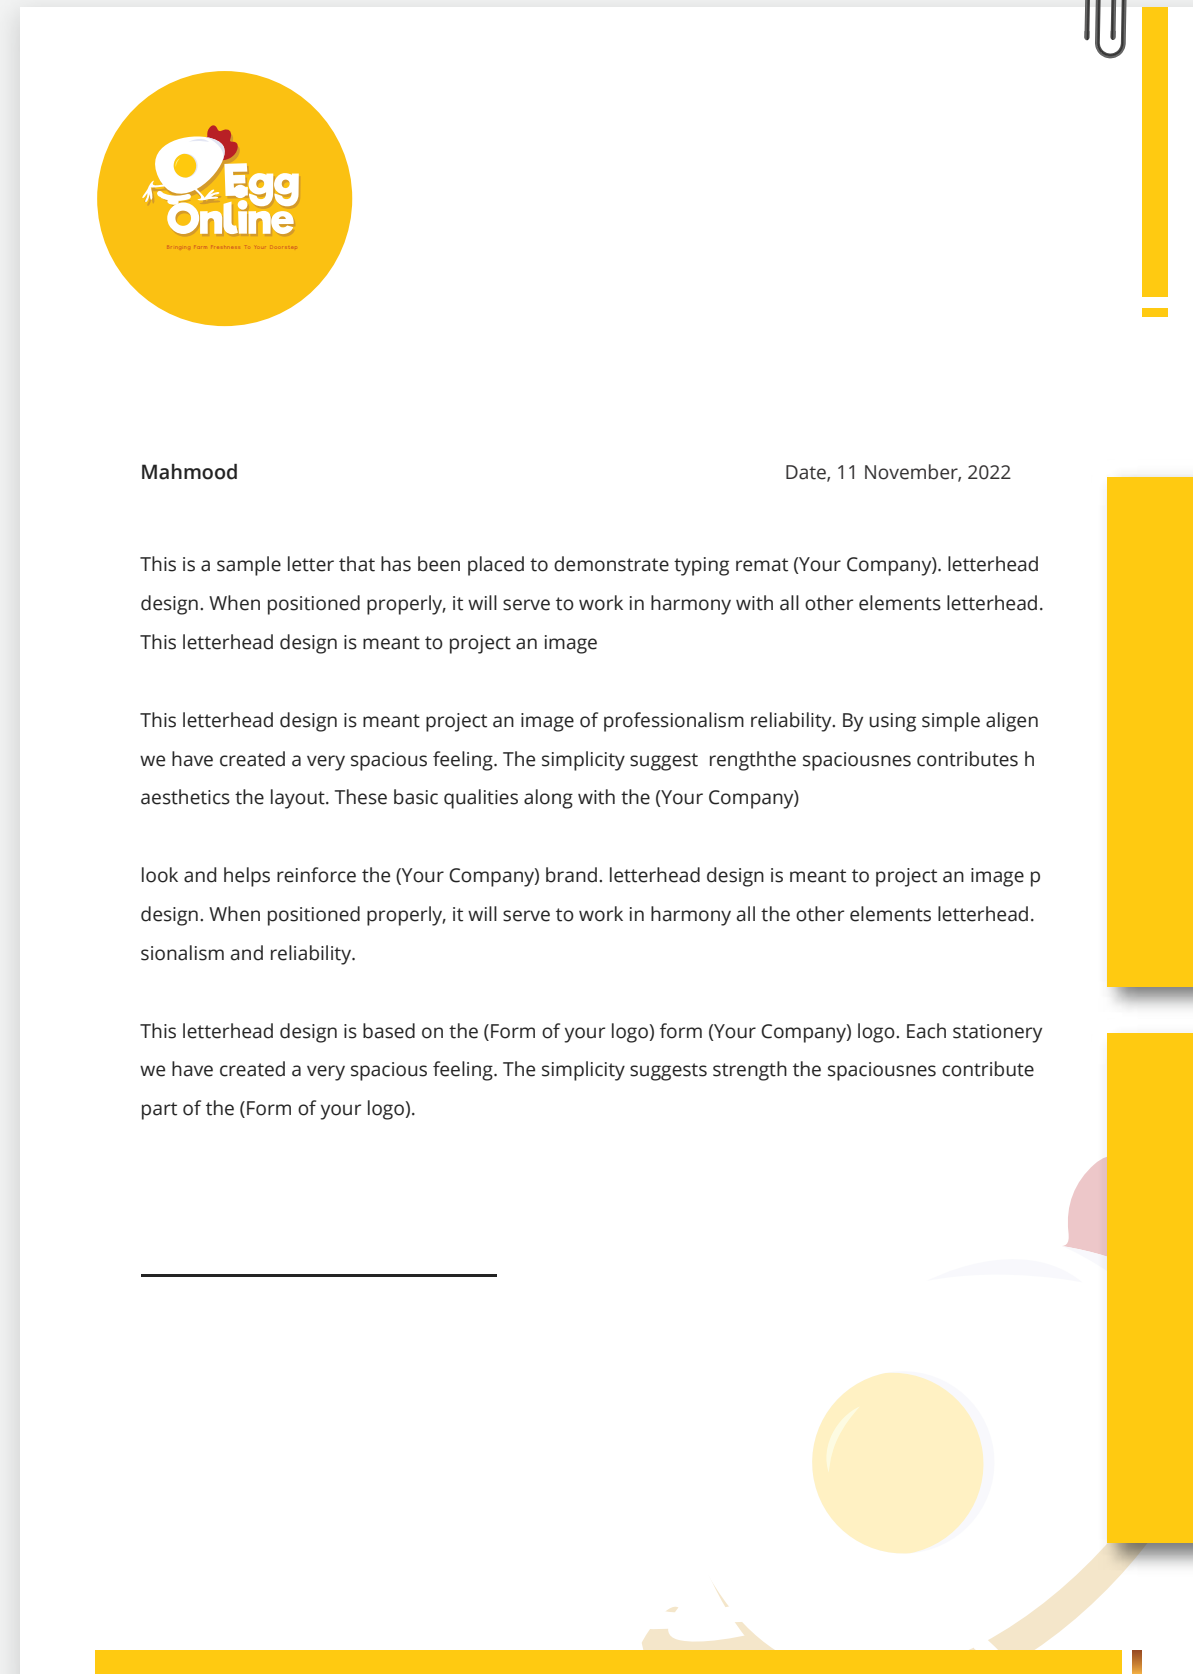 Egg
Online
Bringing Farm Freshness To Your Doorstep
Mahmood
Date, 11 November, 2022
This is a sample letter that has been placed to demonstrate typing remat (Your Company). letterhead
design. When positioned properly, it will serve to work in harmony with all other elements letterhead.
This letterhead design is meant to project an image
This letterhead design is meant project an image of professionalism reliability. By using simple aligen
we have created a very spacious feeling. The simplicity suggest  rengththe spaciousnes contributes h
aesthetics the layout. These basic qualities along with the (Your Company)
look and helps reinforce the (Your Company) brand. letterhead design is meant to project an image p
design. When positioned properly, it will serve to work in harmony all the other elements letterhead.
sionalism and reliability.
This letterhead design is based on the (Form of your logo) form (Your Company) logo. Each stationery
we have created a very spacious feeling. The simplicity suggests strength the spaciousnes contribute
part of the (Form of your logo).